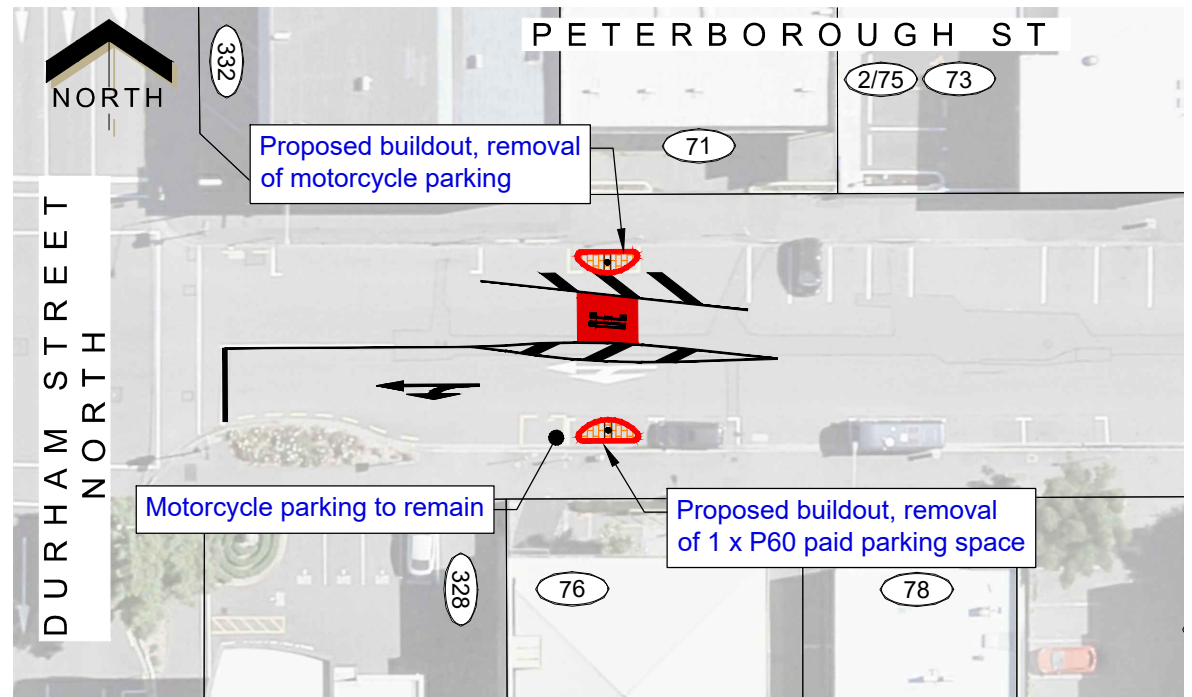 PETERBOROUGH ST
NORTH
332
2/75
73
Proposed buildout, removal
of motorcycle parking
71
DURHAM STREET
NORTH
Motorcycle parking to remain
Proposed buildout, removal
of 1 x P60 paid parking space
328
76
78